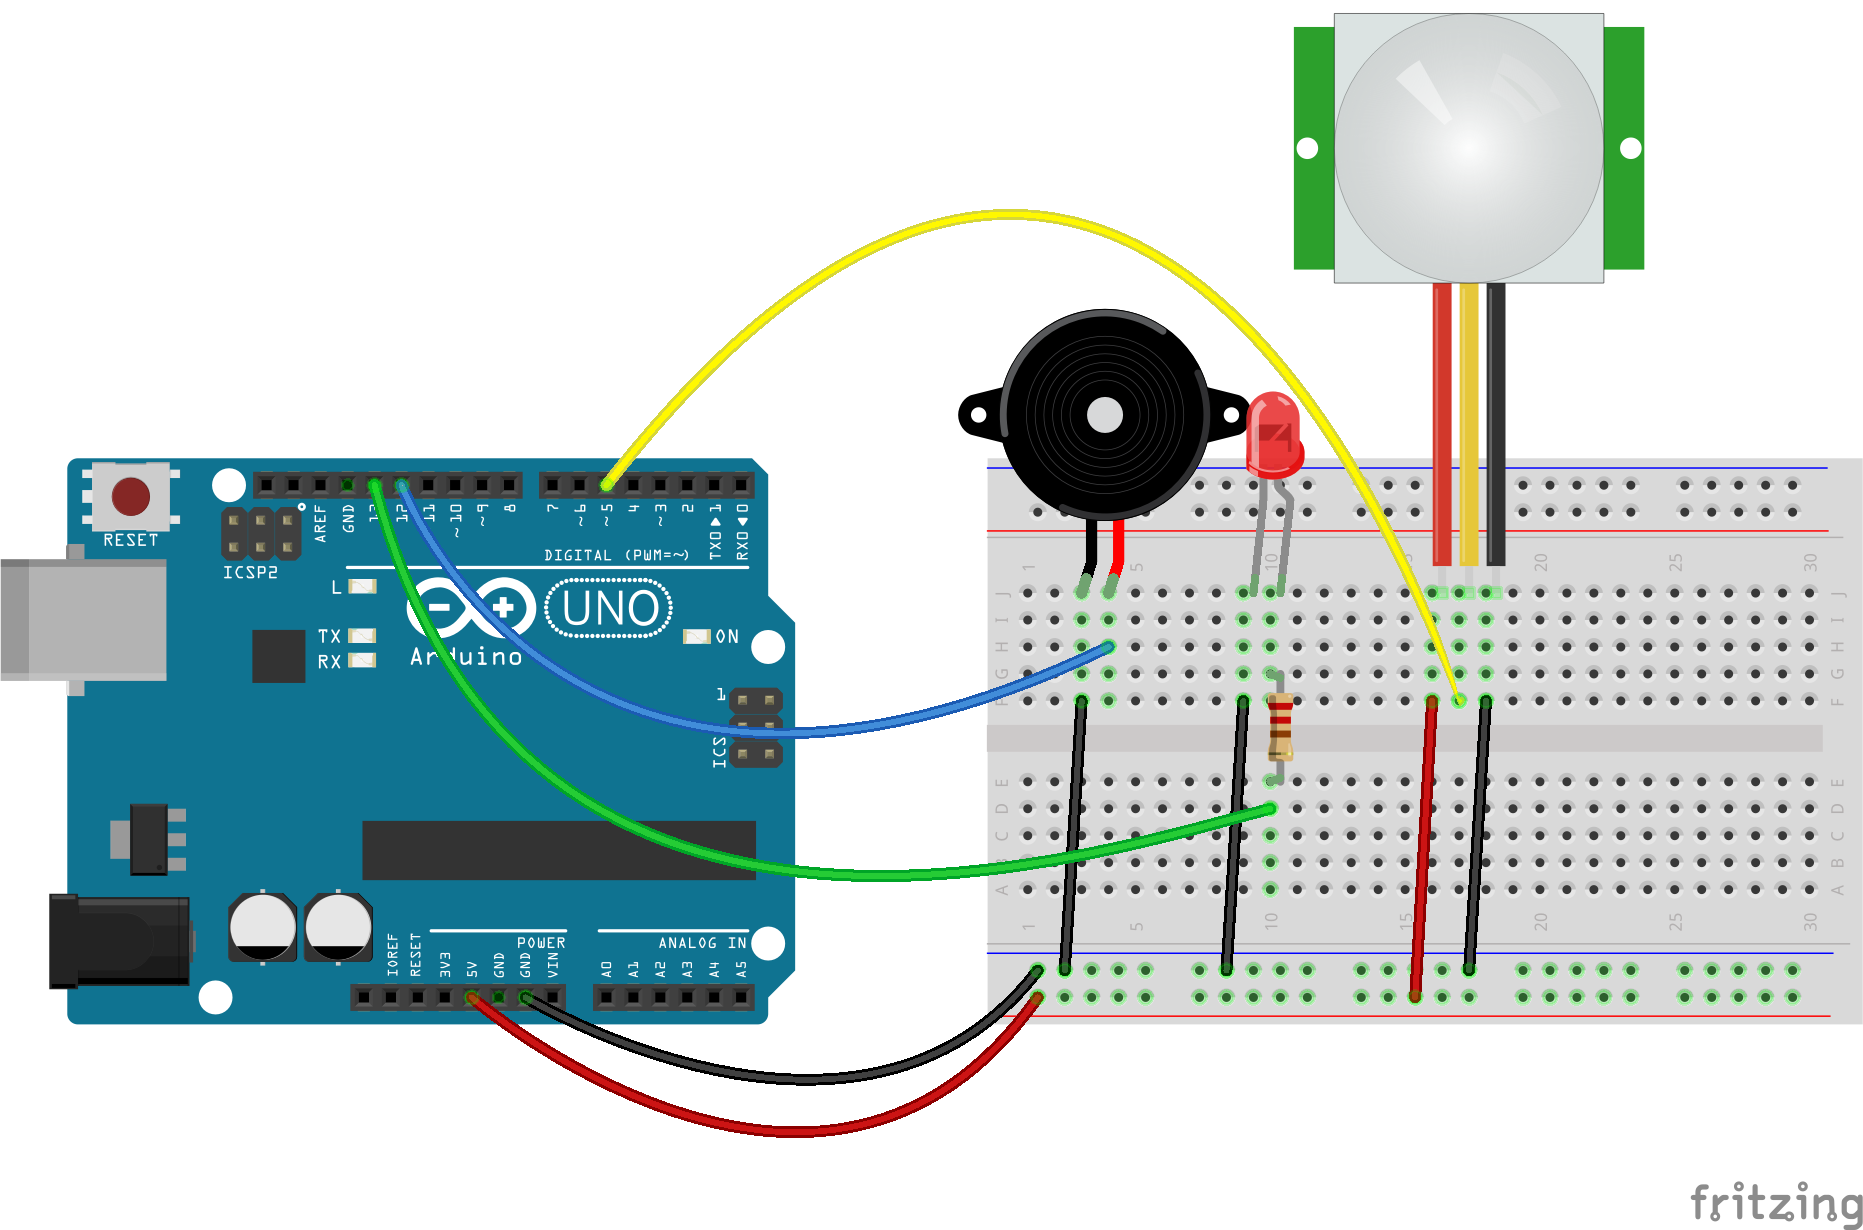 RESET
ICSP2
AREF
GND
13
12
11
~10
~9
8
7
~6
~5
4
~3
2
TX0▶1
RX0◀0
DIGITAL (PWM=~)
L
TX
RX
UNO
ON
Arduino
1
ICS
IOREF
RESET
3V3
5V
GND
GND
VIN
POWER
ANALOG IN
A0
A1
A2
A3
A4
A5
1 5 10 15 20 25 30
J J
I I
H H
G G
F F
E E
D D
C C
B B
A A
1 5 10 15 20 25 30
fritzing